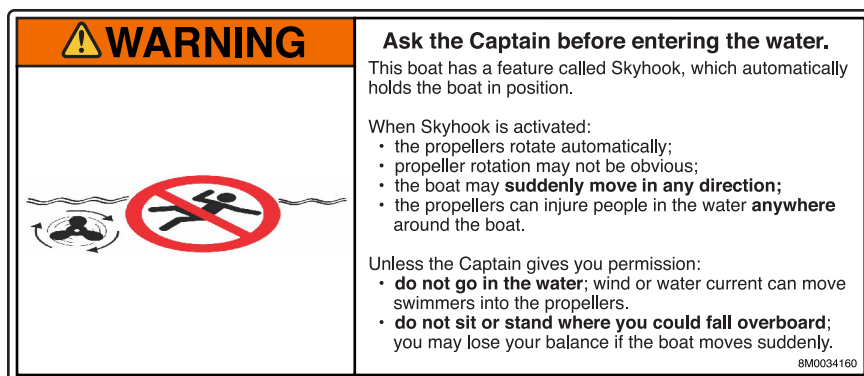 WARNING
Ask the Captain before entering the water.
This boat has a feature called Skyhook, which automatically
holds the boat in position.
When Skyhook is activated:
• the propellers rotate automatically;
• propeller rotation may not be obvious;
• the boat may suddenly move in any direction;
• the propellers can injure people in the water anywhere
around the boat.
Unless the Captain gives you permission:
• do not go in the water; wind or water current can move
swimmers into the propellers.
• do not sit or stand where you could fall overboard;
you may lose your balance if the boat moves suddenly.
8M0034160